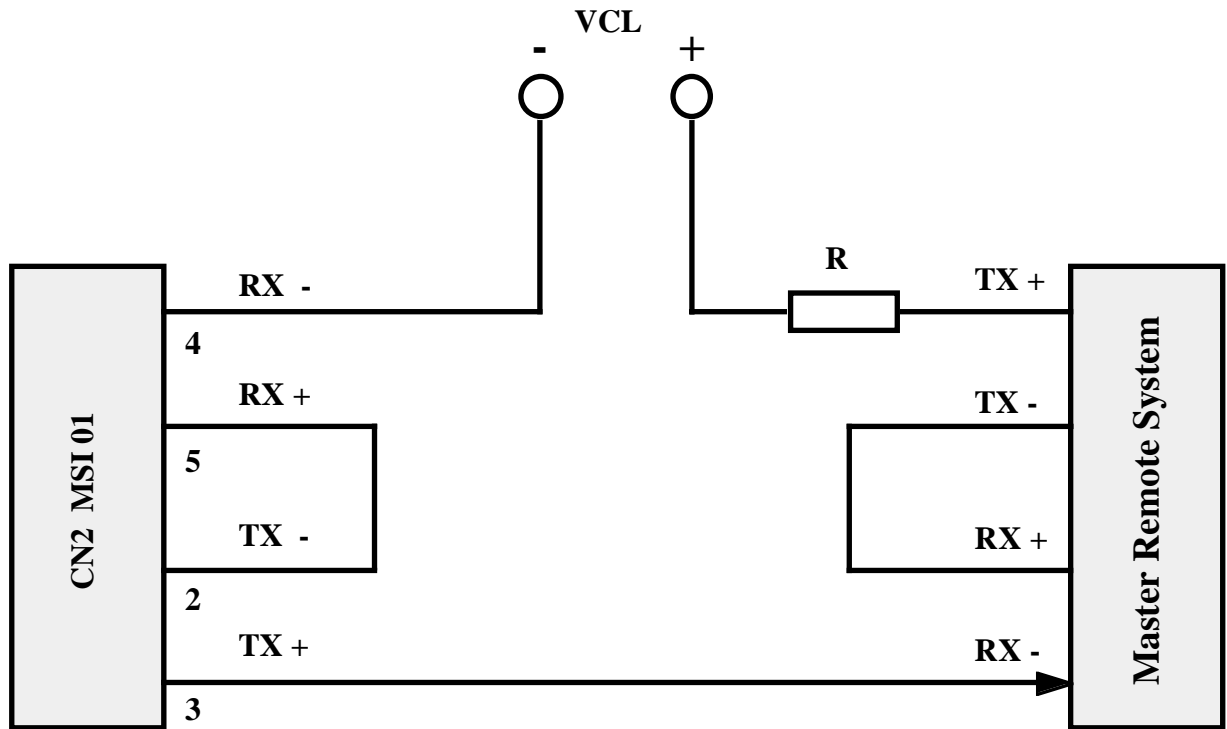 VCL
- +
R
RX -
TX +
4
RX +
TX -
5
TX -
RX +
2
TX +
RX -
3
CN2 MSI 01
Master Remote System